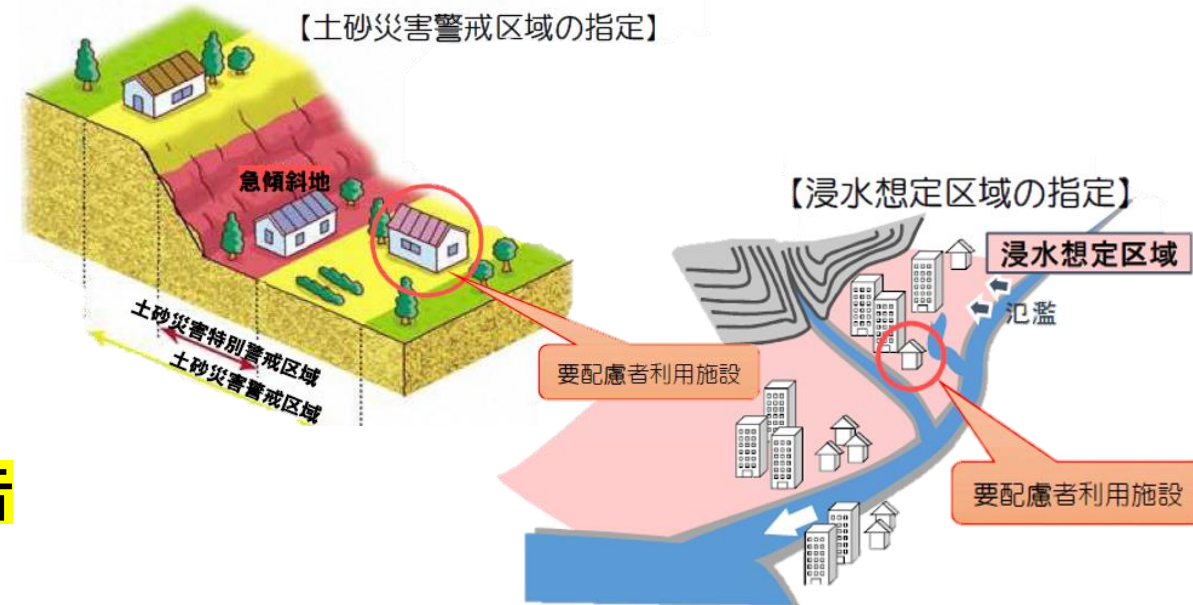 【土砂災害警戒区域の指定】
急傾斜地
土砂災害特別警戒区域
土砂災害警戒区域
要配慮者利用施設
【浸水想定区域の指定】
浸水想定区域
氾濫
要配慮者利用施設